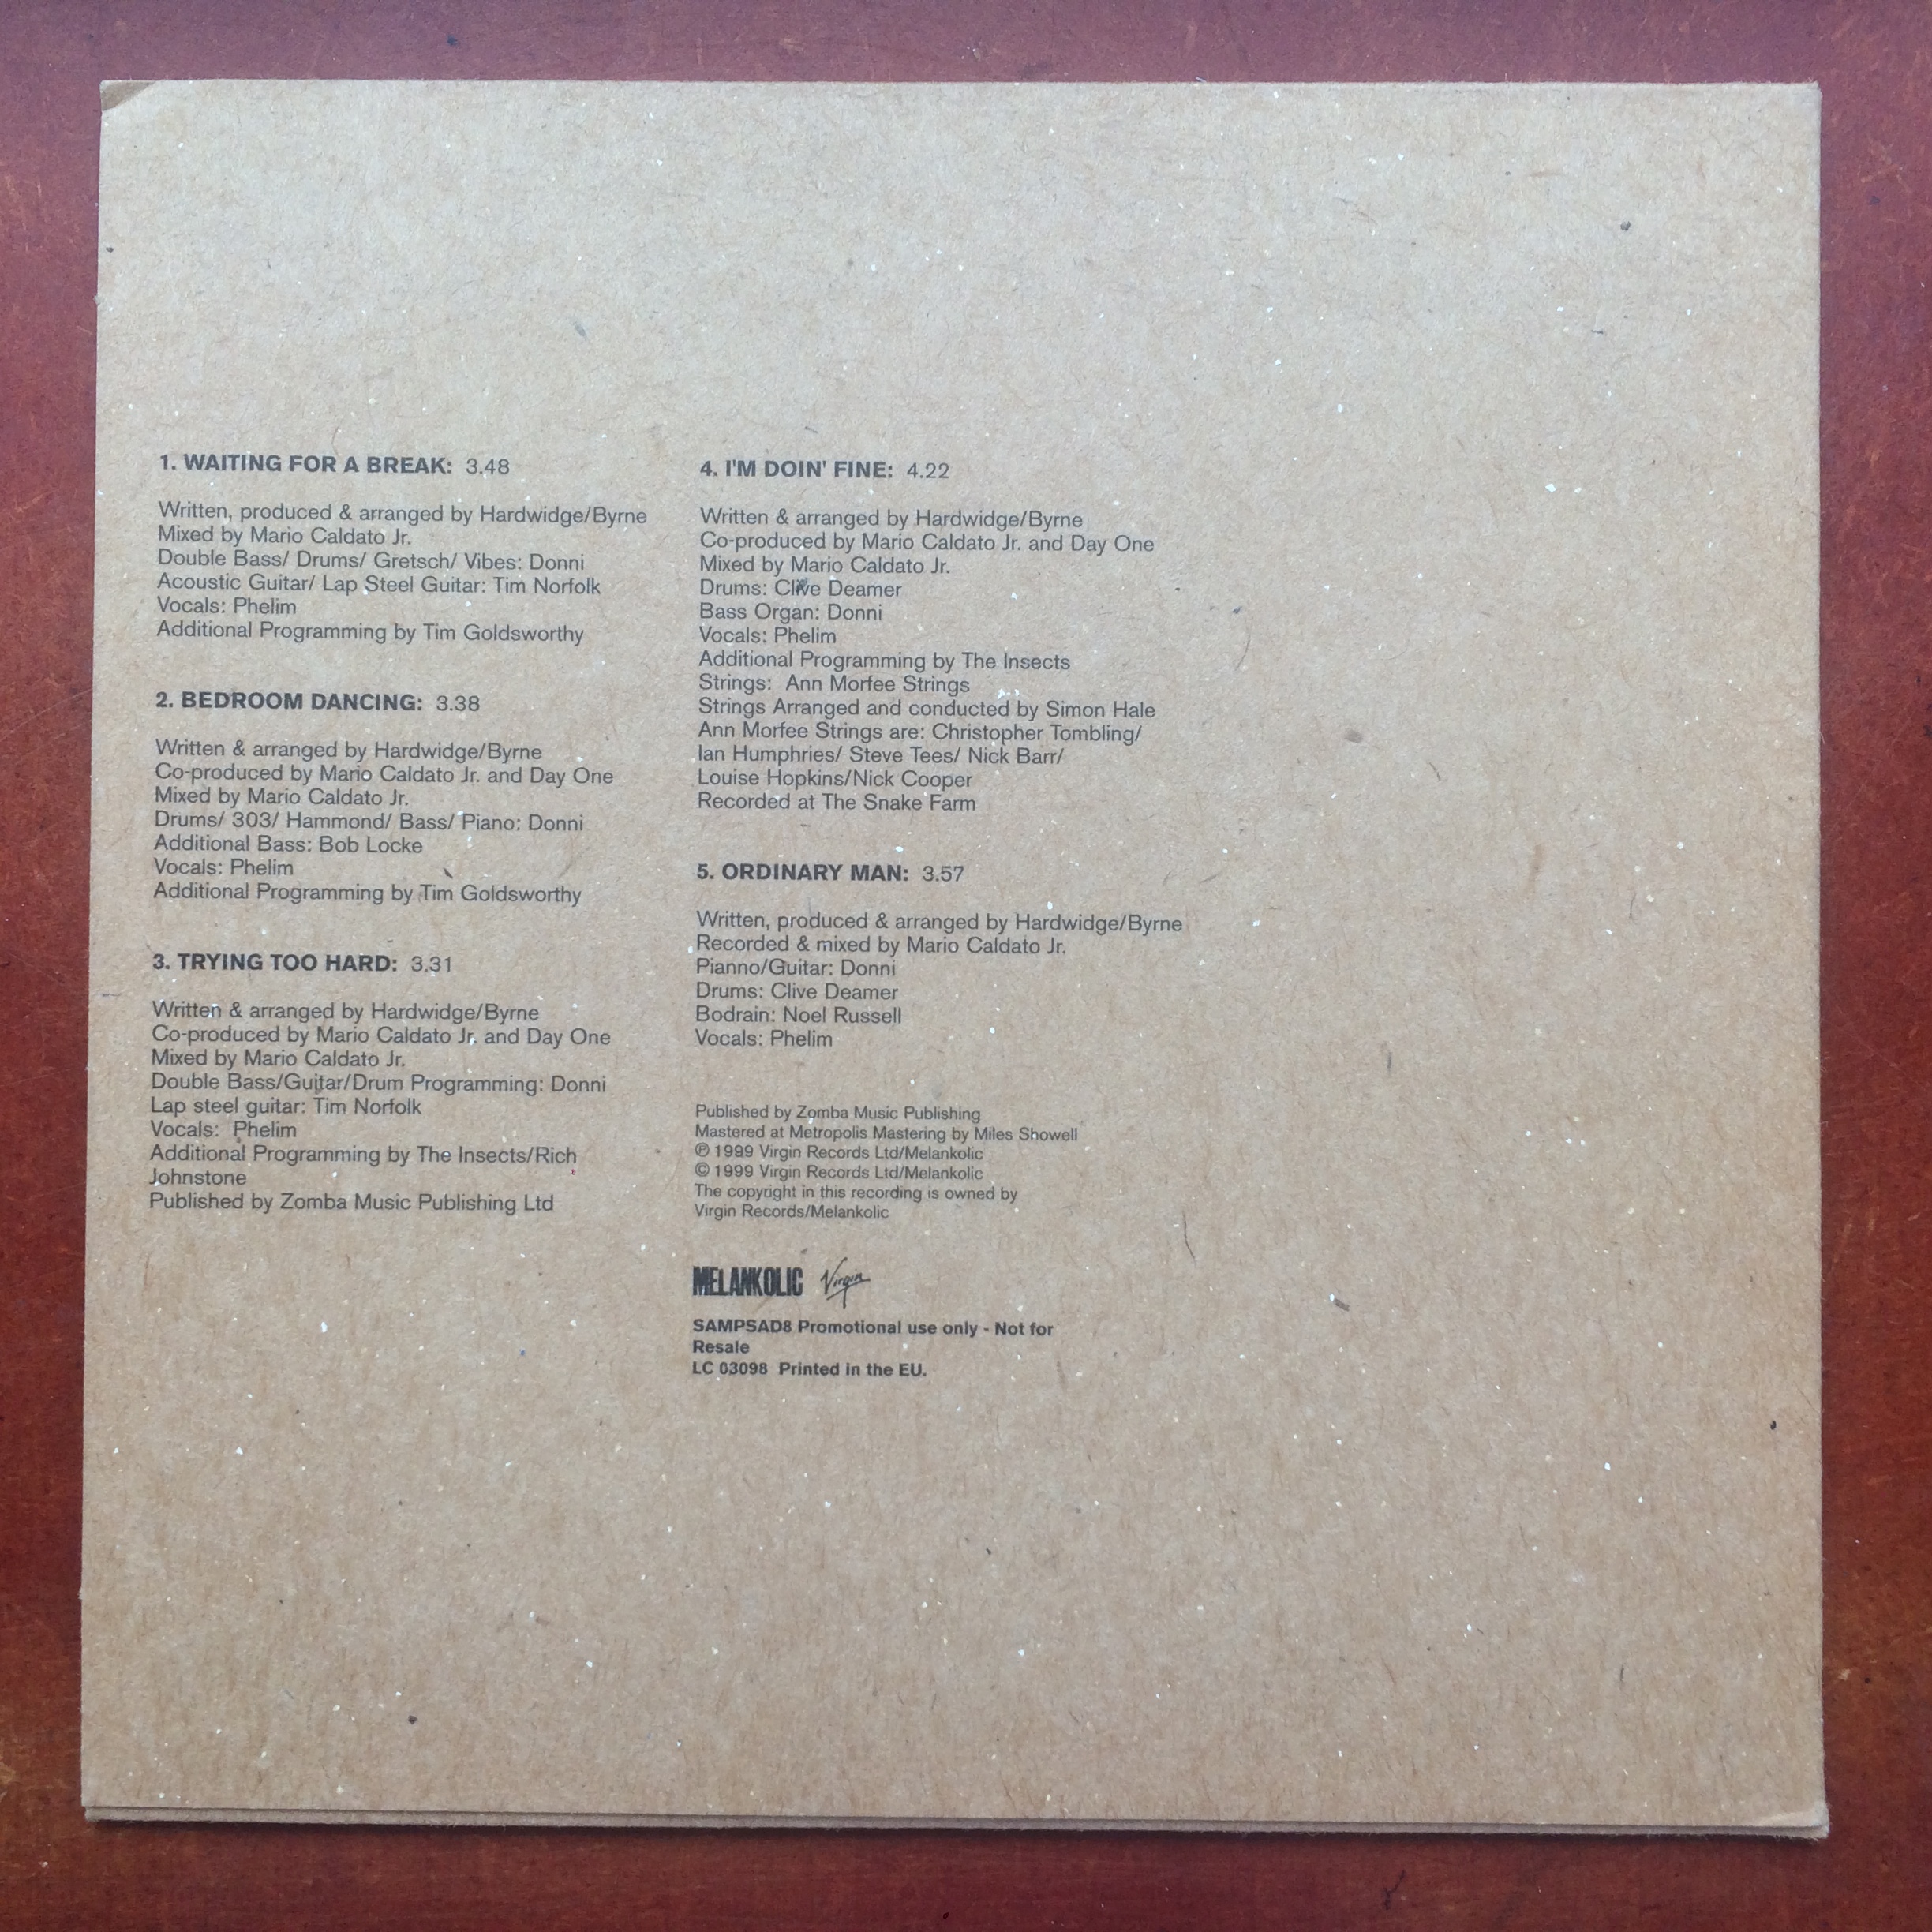 1. WAITING FOR A BREAK: 3.48
Written, produced & arranged by Hardwidge/Byrne
Mixed by Mario Caldato Jr.
Double Bass/ Drums/ Gretsch/ Vibes: Donni
Acoustic Guitar/ Lap Steel Guitar: Tim Norfolk
Vocals: Phelim
Additional Programming by Tim Goldsworthy
2. BEDROOM DANCING: 3.38
Written & arranged by Hardwidge/Byrne
Co-produced by Mario Caldato Jr. and Day One
Mixed by Mario Caldato Jr.
Drums/ 303/ Hammond/ Bass/ Piano: Donni
Additional Bass: Bob Locke
Vocals: Phelim
Additional Programming by Tim Goldsworthy
3. TRYING TOO HARD: 3.31
Written & arranged by Hardwidge/Byrne
Co-produced by Mario Caldato Jr. and Day One
Mixed by Mario Caldato Jr.
Double Bass/Guitar/Drum Programming: Donni
Lap steel guitar: Tim Norfolk
Vocals: Phelim
Additional Programming by The Insects/Rich
Johnstone
Published by Zomba Music Publishing Ltd
4. I'M DOIN' FINE: 4.22
Written & arranged by Hardwidge/Byrne
Co-produced by Mario Caldato Jr. and Day One
Mixed by Mario Caldato Jr.
Drums: Clive Deamer
Bass Organ: Donni
Vocals: Phelim
Additional Programming by The Insects
Strings: Ann Morfee Strings
Strings Arranged and conducted by Simon Hale
Ann Morfee Strings are: Christopher Tombling/
Ian Humphries/ Steve Tees/ Nick Barr/
Louise Hopkins/Nick Cooper
Recorded at The Snake Farm
5. ORDINARY MAN: 3.57
Written, produced & arranged by Hardwidge/Byrne
Recorded & mixed by Mario Caldato Jr.
Pianno/Guitar: Donni
Drums: Clive Deamer
Bodrain: Noel Russell
Vocals: Phelim
Published by Zomba Music Publishing
Mastered at Metropolis Mastering by Miles Showell
℗ 1999 Virgin Records Ltd/Melankolic
© 1999 Virgin Records Ltd/Melankolic
The copyright in this recording is owned by
Virgin Records/Melankolic
MELANKOLIC Virgin
SAMPSAD8 Promotional use only - Not for
Resale
LC 03098 Printed in the EU.